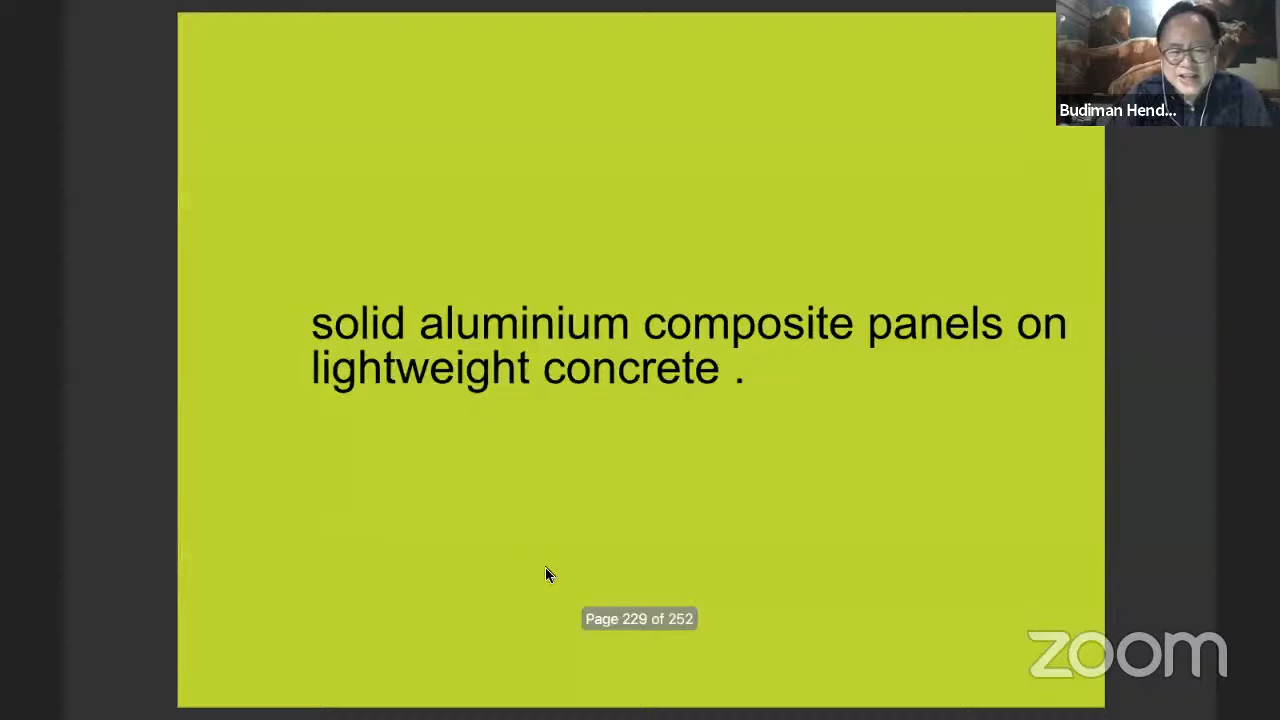 Budiman Hend...
solid aluminium composite panels on
lightweight concrete .
Page 229 of 252
zoom